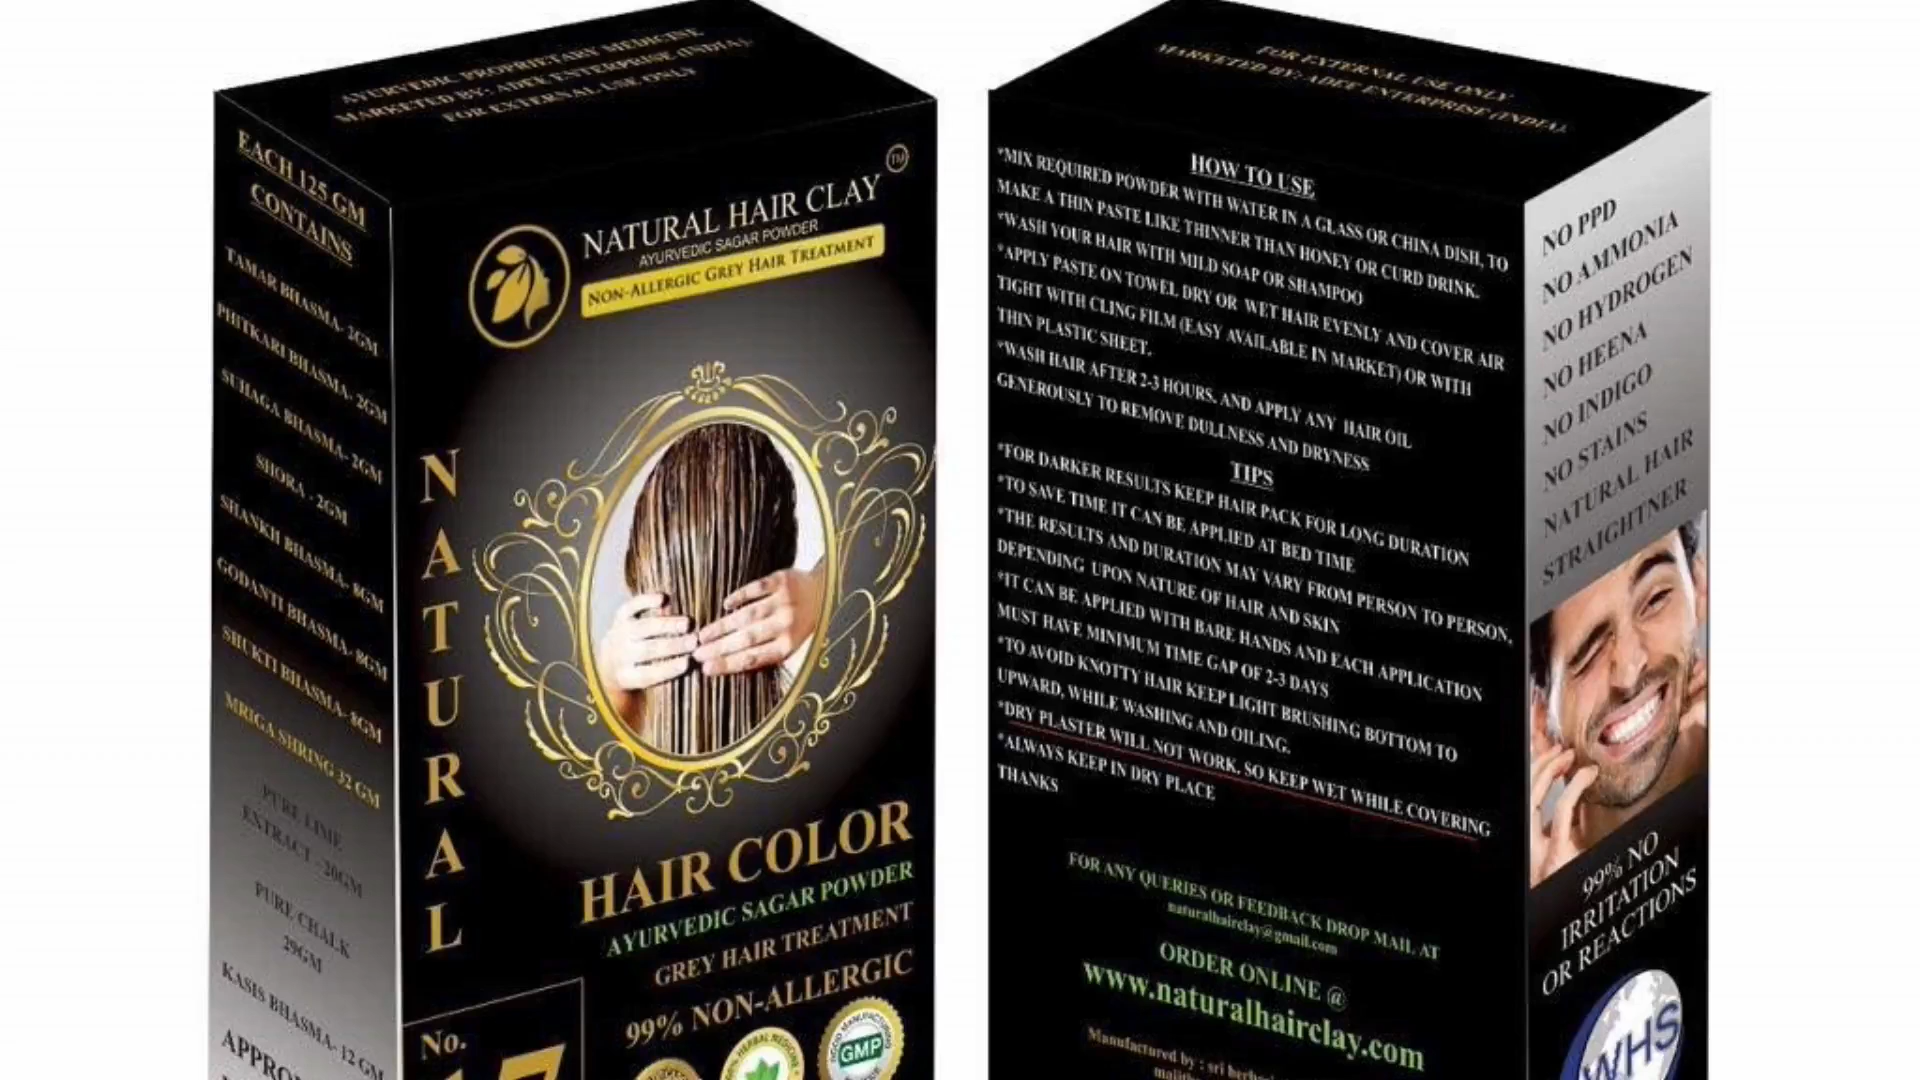 AYURVEDIC PROPRIETARY MEDICINE
MARKETED BY: ADEE ENTERPRISE (INDIA).
FOR EXTERNAL USE ONLY
EACH 125 GM
CONTAINS
TAMAR BHASMA- 2GM
PHITKARI BHASMA- 2GM
SUHAGA BHASMA- 2GM
SHORA - 2GM
SHANKH BHASMA- 8GM
GODANTI BHASMA- 8GM
SHUKTI BHASMA- 8GM
MRIGA SHRING 32 GM
PURE LIME
EXTRACT - 20GM
PURE CHALK
29GM
KASIS BHASMA- 12 GM
NATURAL HAIR CLAY TM
AYURVEDIC SAGAR POWDER
NON-ALLERGIC GREY HAIR TREATMENT
NATURAL
HAIR COLOR
AYURVEDIC SAGAR POWDER
GREY HAIR TREATMENT
99% NON-ALLERGIC
No.
HERBAL MEDICINE
GOOD MANUFACTURING
GMP
FOR EXTERNAL USE ONLY
MARKETED BY: ADEE ENTERPRISE (INDIA).
HOW TO USE
*MIX REQUIRED POWDER WITH WATER IN A GLASS OR CHINA DISH, TO
MAKE A THIN PASTE LIKE THINNER THAN HONEY OR CURD DRINK.
*WASH YOUR HAIR WITH MILD SOAP OR SHAMPOO
*APPLY PASTE ON TOWEL DRY OR WET HAIR EVENLY AND COVER AIR
TIGHT WITH CLING FILM (EASY AVAILABLE IN MARKET) OR WITH
THIN PLASTIC SHEET.
*WASH HAIR AFTER 2-3 HOURS. AND APPLY ANY HAIR OIL
GENEROUSLY TO REMOVE DULLNESS AND DRYNESS
TIPS
*FOR DARKER RESULTS KEEP HAIR PACK FOR LONG DURATION
*TO SAVE TIME IT CAN BE APPLIED AT BED TIME
*THE RESULTS AND DURATION MAY VARY FROM PERSON TO PERSON,
DEPENDING UPON NATURE OF HAIR AND SKIN
*IT CAN BE APPLIED WITH BARE HANDS AND EACH APPLICATION
MUST HAVE MINIMUM TIME GAP OF 2-3 DAYS
*TO AVOID KNOTTY HAIR KEEP LIGHT BRUSHING BOTTOM TO
UPWARD, WHILE WASHING AND OILING.
*DRY PLASTER WILL NOT WORK. SO KEEP WET WHILE COVERING
*ALWAYS KEEP IN DRY PLACE
THANKS
FOR ANY QUERIES OR FEEDBACK DROP MAIL AT
naturalhairclay@gmail.com
ORDER ONLINE @
www.naturalhairclay.com
Manufactured by : sri
NO PPD
NO AMMONIA
NO HYDROGEN
NO HEENA
NO INDIGO
NO STAINS
NATURAL HAIR
STRAIGHTNER
99% NO
IRRITATION
OR REACTIONS
WHS